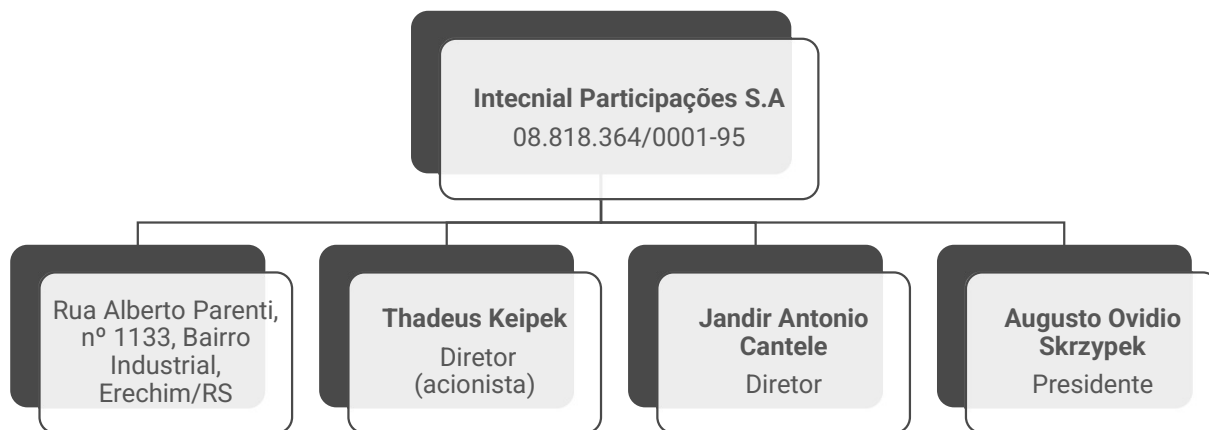 Intecnial Participações S.A
08.818.364/0001-95
Rua Alberto Parenti,
nº 1133, Bairro
Industrial,
Erechim/RS
Thadeus Keipek
Diretor
(acionista)
Jandir Antonio
Cantele
Diretor
Augusto Ovidio
Skrzypek
Presidente